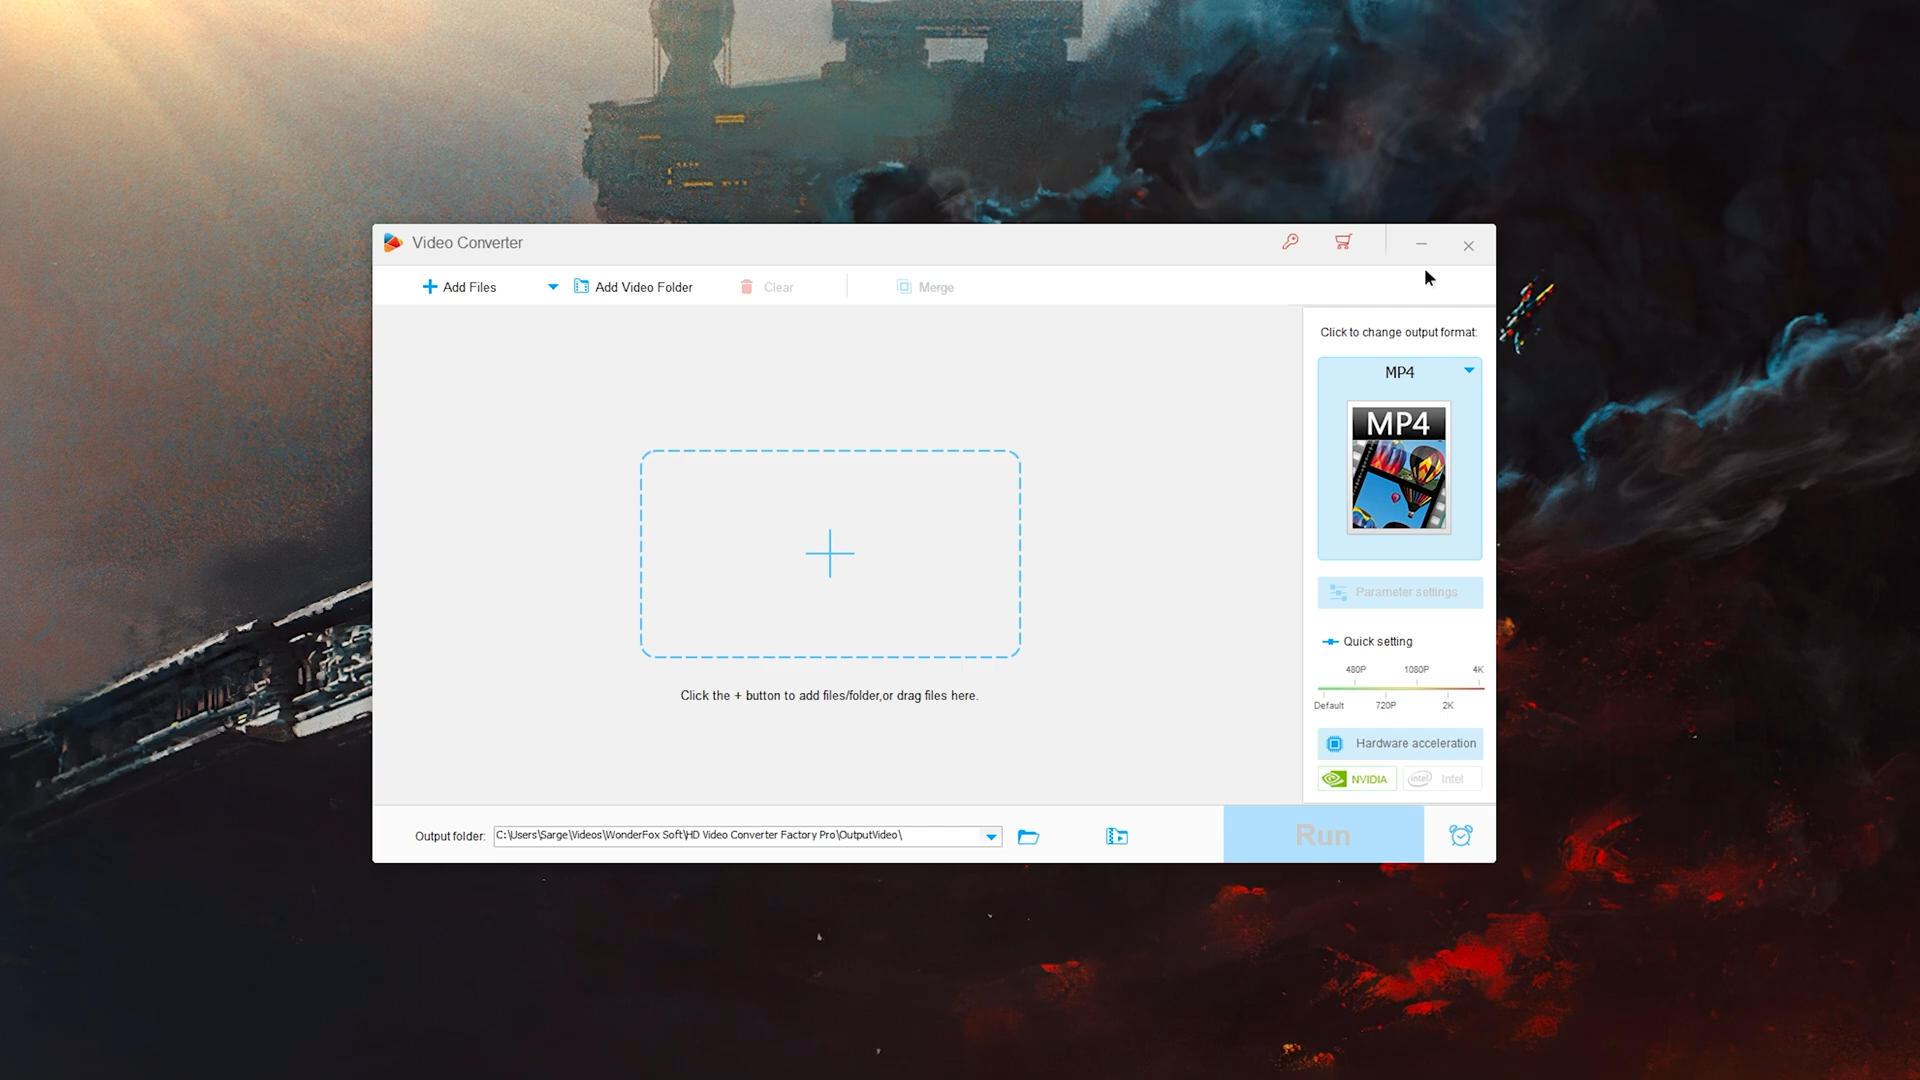 Video Converter
Add Files
Add Video Folder
Clear
Merge
Click to change output format:
MP4
MP4
Parameter settings
Quick setting
480P 1080P 4K
Default 720P 2K
Hardware acceleration
NVIDIA
intel Intel
Click the + button to add files/folder,or drag files here.
Output folder: C:\Users\Sarge\Videos\WonderFox Soft\HD Video Converter Factory Pro\OutputVideo\
Run